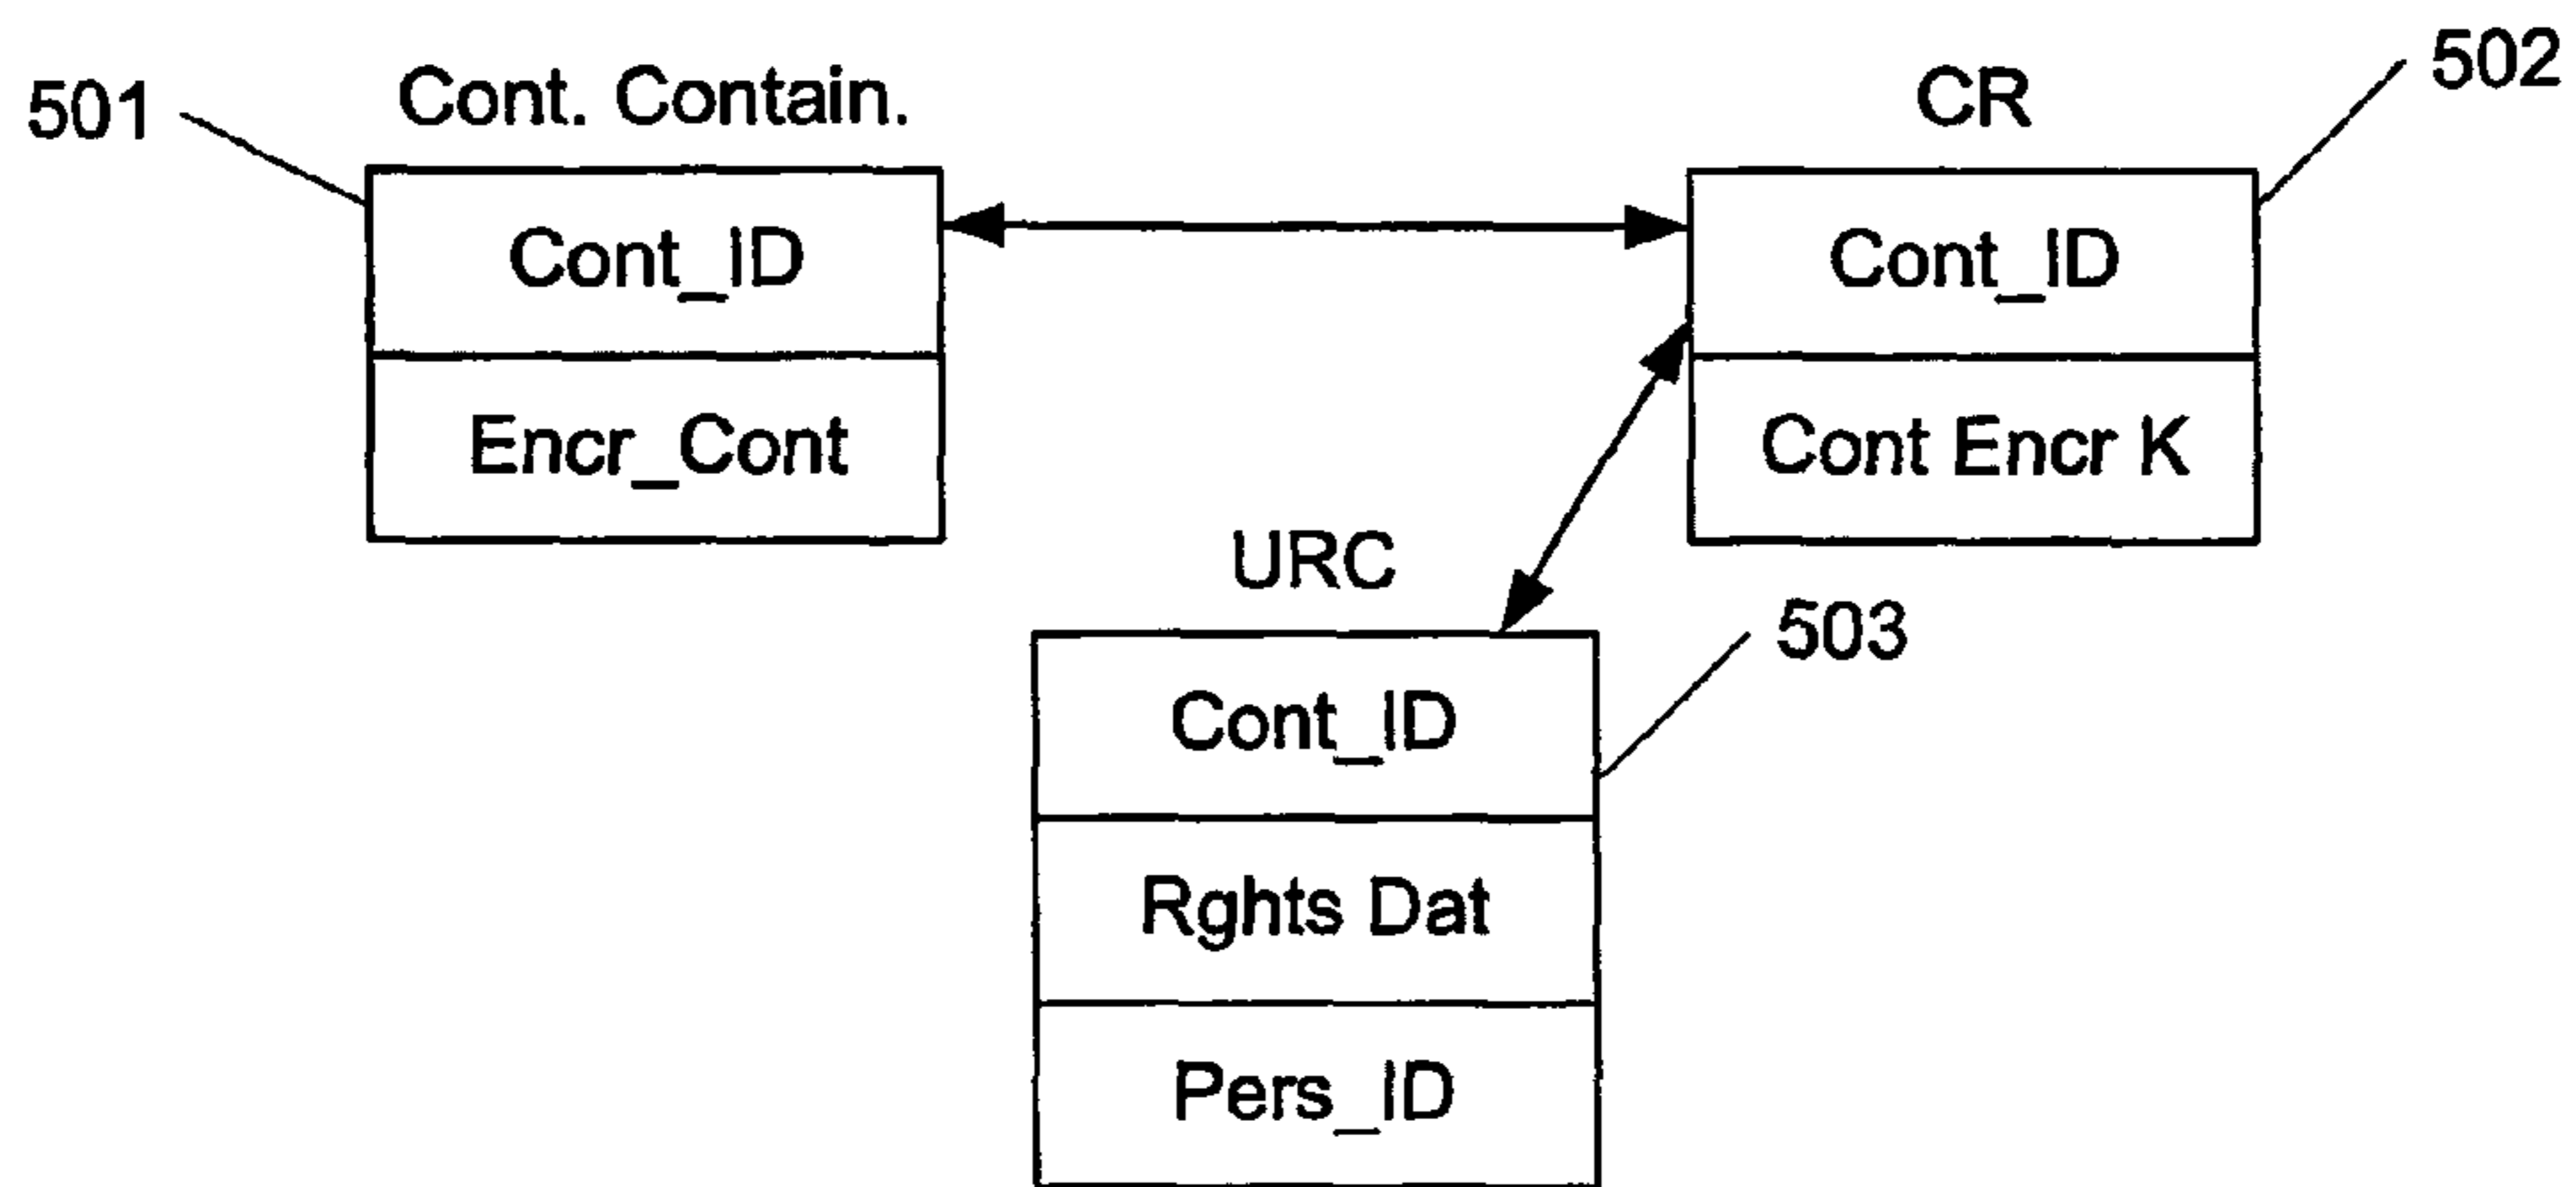 501
Cont. Contain.
Cont_ID
Encr_Cont
CR
502
Cont_ID
Cont Encr K
URC
503
Cont_ID
Rghts Dat
Pers_ID